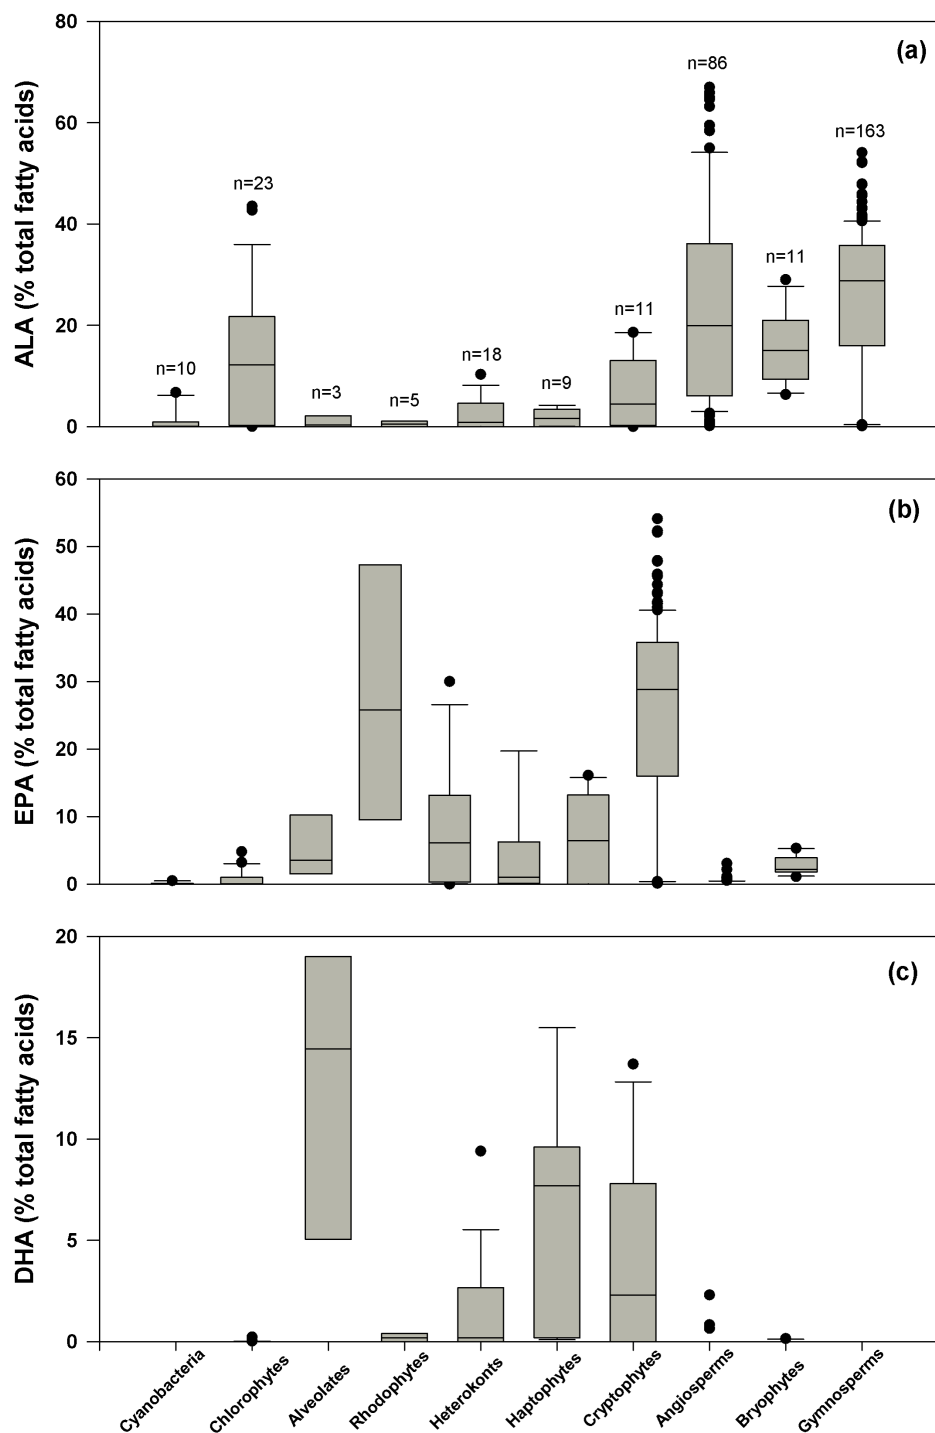 80
(a)
n=86
60
n=163
n=23
40
n=11
n=11
20
n=18
n=10
n=9
n=3
n=5
0
ALA (% total fatty acids)
60
(b)
50
40
30
20
10
0
EPA (% total fatty acids)
20
(c)
15
10
5
0
DHA (% total fatty acids)
Cyanobacteria
Chlorophytes
Alveolates
Rhodophytes
Heterokonts
Haptophytes
Cryptophytes
Angiosperms
Bryophytes
Gymnosperms